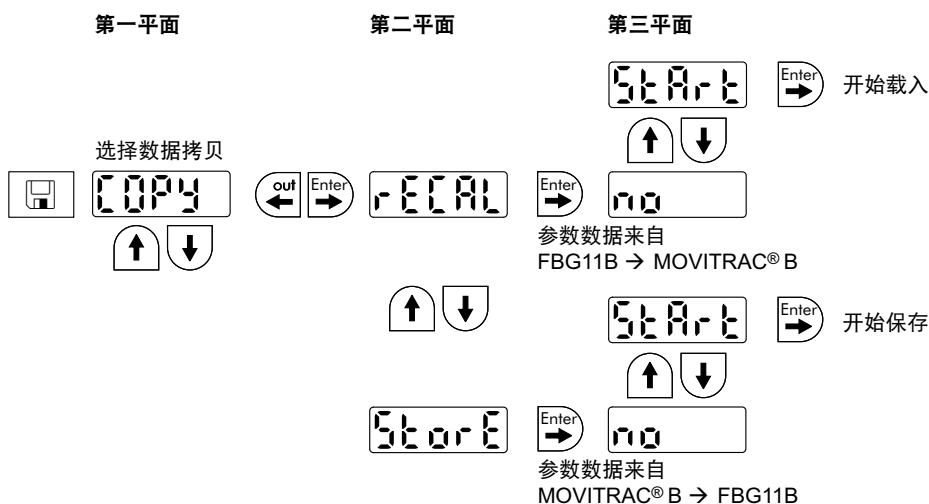 第一平面 第二平面 第三平面
StArt Enter 开始载入
选择数据拷贝
COPY out Enter rECAL Enter no
参数数据来自
FBG11B → MOVITRAC® B
StArt Enter 开始保存
StorE Enter no
参数数据来自
MOVITRAC® B → FBG11B